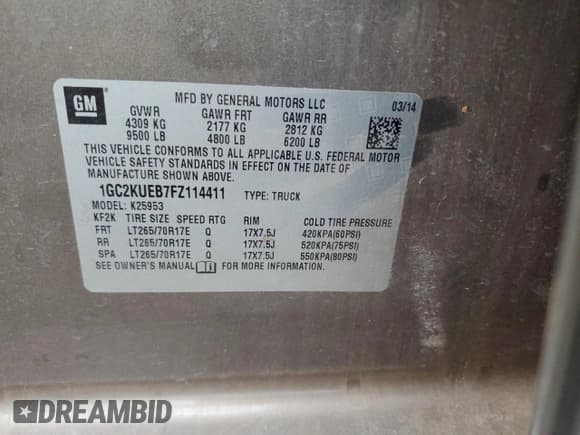 GM
MFD BY GENERAL MOTORS LLC
03/14
GVWR GAWR FRT GAWR RR
4309 KG 2177 KG 2812 KG
9500 LB 4800 LB 6200 LB
THIS VEHICLE CONFORMS TO ALL APPLICABLE U.S. FEDERAL MOTOR
VEHICLE SAFETY STANDARDS IN EFFECT ON THE DATE OF
MANUFACTURE SHOWN ABOVE.
1GC2KUEB7FZ114411 TYPE: TRUCK
MODEL: K25953
KF2K TIRE SIZE SPEED RTG RIM COLD TIRE PRESSURE
FRT LT265/70R17E Q 17X7.5J 420KPA(60PSI)
RR LT265/70R17E Q 17X7.5J 520KPA(75PSI)
SPA LT265/70R17E Q 17X7.5J 550KPA(80PSI)
SEE OWNER'S MANUAL FOR MORE INFORMATION.
DREAMBID